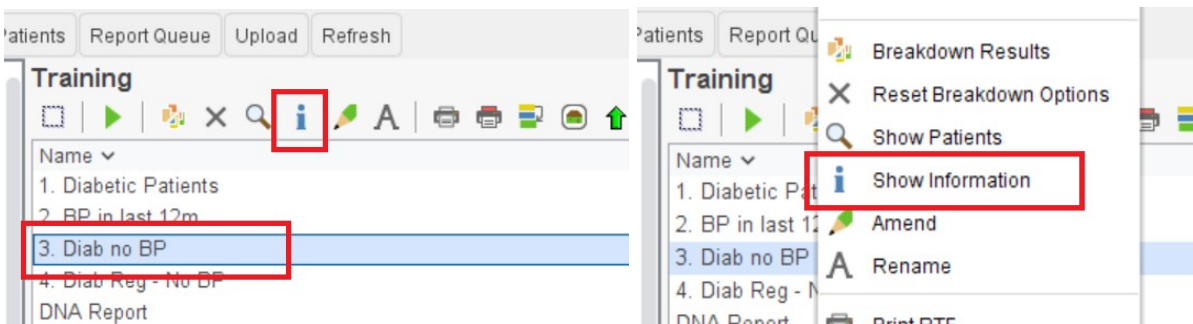 Patients Report Queue Upload Refresh
Training
Name
1. Diabetic Patients
2. BP in last 12m
3. Diab no BP
4. Diab Reg - No BP
DNA Report
Patients Report Qu
Training
Name
1. Diabetic Pat
2. BP in last 12
3. Diab no BP
4. Diab Reg - N
DNA Report
Breakdown Results
Reset Breakdown Options
Show Patients
Show Information
Amend
Rename
Print RTF